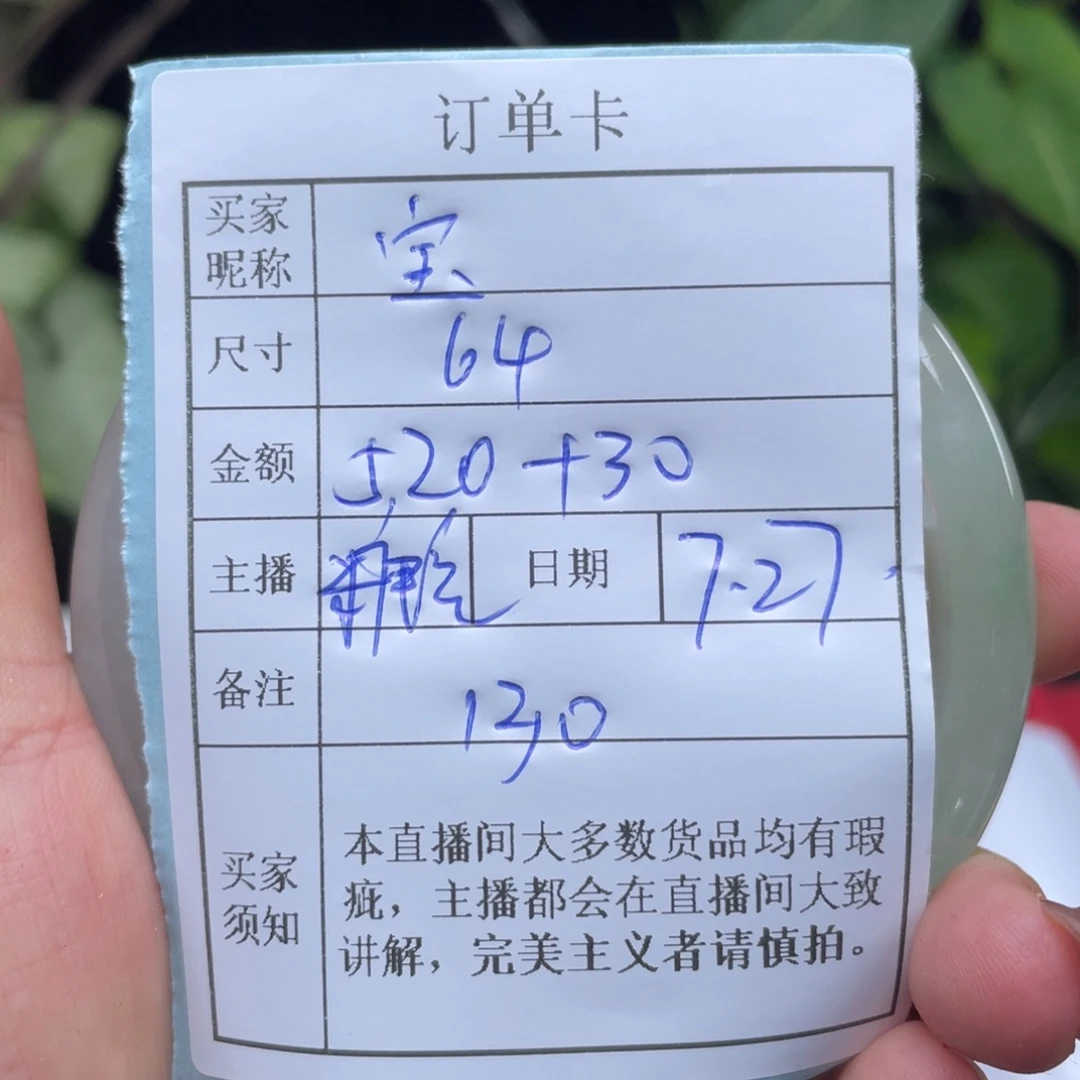 订单卡
买家昵称 宝
尺寸 64
金额 520+30
主播 日期 7.27
备注 130
买家须知
本直播间大多数货品均有瑕
疵，主播都会在直播间大致
讲解，完美主义者请慎拍。